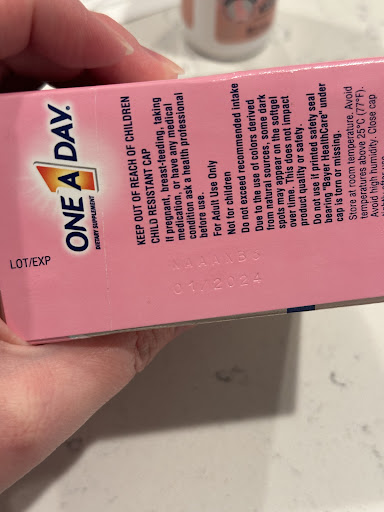 ONE A DAY.
DIETARY SUPPLEMENT
KEEP OUT OF REACH OF CHILDREN
CHILD RESISTANT CAP
If pregnant, breast-feeding, taking
medication, or have any medical
condition ask a health professional
before use.
For Adult Use Only
Not for children
Do not exceed recommended intake
Due to the use of colors derived
from natural sources, some dark
spots may appear on the softgel
over time. This does not impact
product quality or safety.
Do not use if printed safety seal
bearing "Bayer HealthCare" under
cap is torn or missing.
Store at room temperature. Avoid
temperatures above 25°C (77°F).
Avoid high humidity. Close cap
LOT/EXP
01/2024